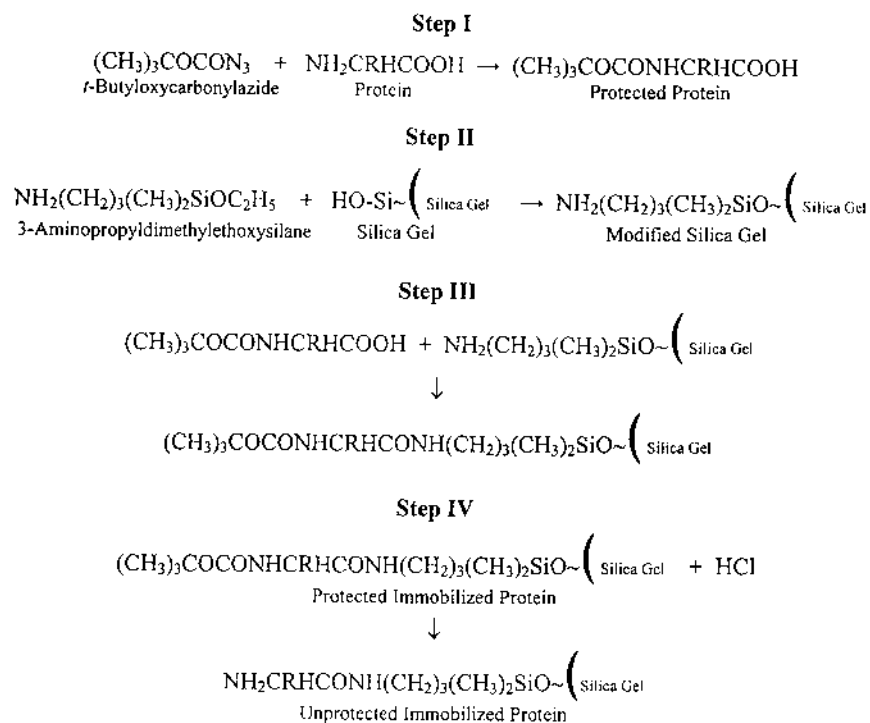 Step I
(CH₃)₃COCON₃ + NH₂CRHCOOH → (CH₃)₃COCONHCRHCOOH
t-Butyloxycarbonylazide Protein Protected Protein
Step II
NH₂(CH₂)₃(CH₃)₂SiOC₂H₅ + HO-Si~( Silica Gel → NH₂(CH₂)₃(CH₃)₂SiO~( Silica Gel
3-Aminopropyldimethylethoxysilane Silica Gel Modified Silica Gel
Step III
(CH₃)₃COCONHCRHCOOH + NH₂(CH₂)₃(CH₃)₂SiO~( Silica Gel
↓
(CH₃)₃COCONHCRHCONH(CH₂)₃(CH₃)₂SiO~( Silica Gel
Step IV
(CH₃)₃COCONHCRHCONH(CH₂)₃(CH₃)₂SiO~( Silica Gel + HCl
Protected Immobilized Protein
↓
NH₂CRHCONH(CH₂)₃(CH₃)₂SiO~( Silica Gel
Unprotected Immobilized Protein